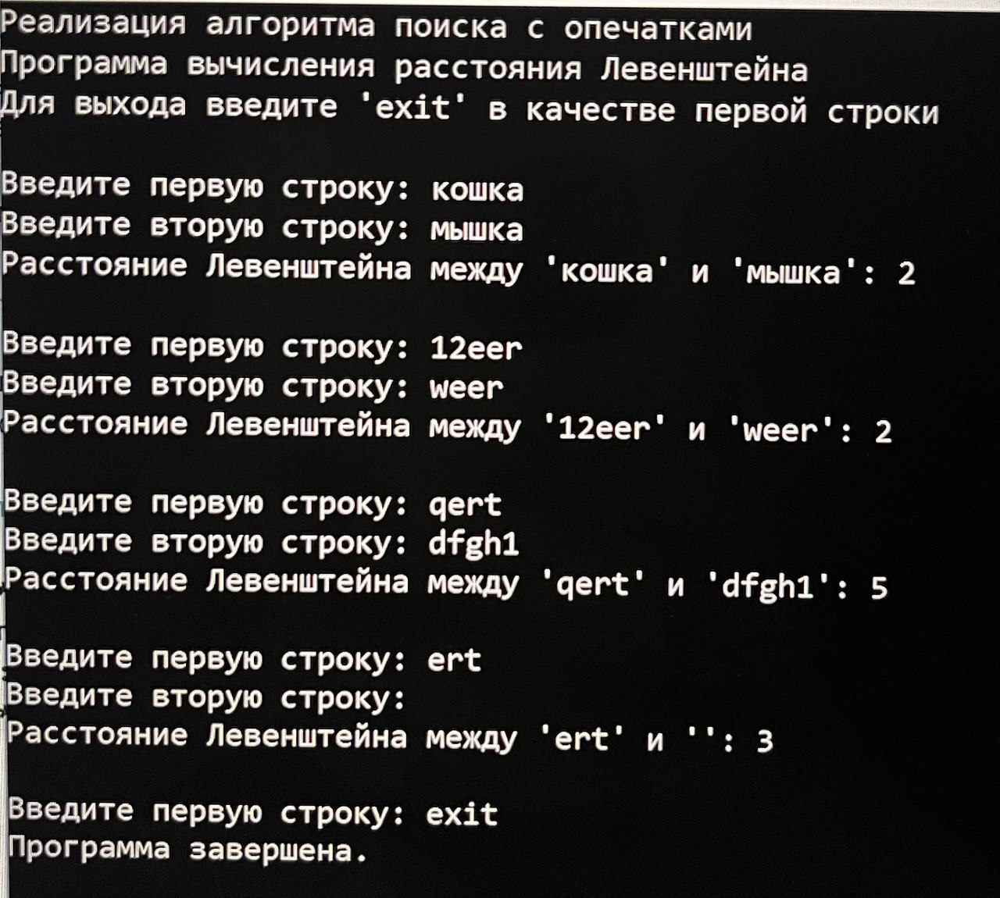 Реализация алгоритма поиска с опечатками
Программа вычисления расстояния Левенштейна
Для выхода введите 'exit' в качестве первой строки
Введите первую строку: кошка
Введите вторую строку: мышка
Расстояние Левенштейна между 'кошка' и 'мышка': 2
Введите первую строку: 12eer
Введите вторую строку: weer
Расстояние Левенштейна между '12eer' и 'weer': 2
Введите первую строку: qert
Введите вторую строку: dfgh1
Расстояние Левенштейна между 'qert' и 'dfgh1': 5
Введите первую строку: ert
Введите вторую строку:
Расстояние Левенштейна между 'ert' и '': 3
Введите первую строку: exit
Программа завершена.